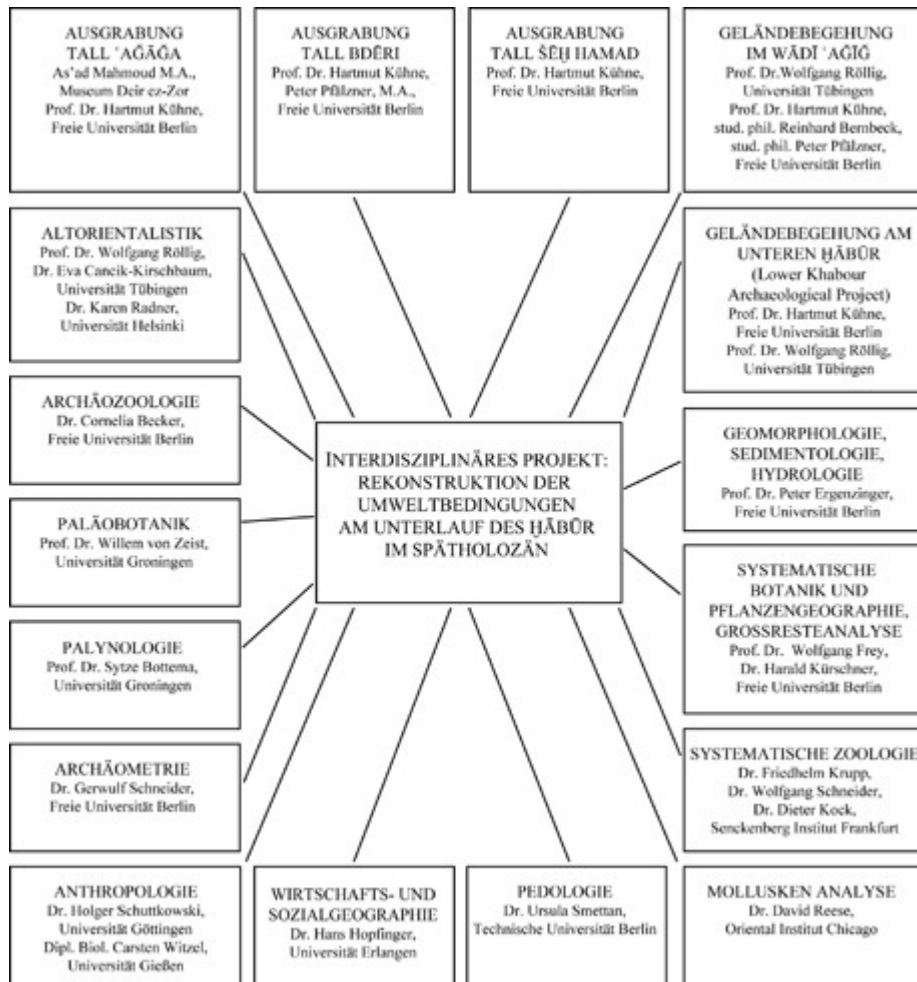 AUSGRABUNG
TALL ʿAĞĀĞA
As'ad Mahmoud M.A.,
Museum Deir ez-Zor
Prof. Dr. Hartmut Kühne,
Freie Universität Berlin
AUSGRABUNG
TALL BDĒRI
Prof. Dr. Hartmut Kühne,
Peter Pfälzner, M.A.,
Freie Universität Berlin
AUSGRABUNG
TALL ŠĒḪ HAMAD
Prof. Dr. Hartmut Kühne,
Freie Universität Berlin
GELÄNDEBEGEHUNG
IM WĀDĪ ʿAĞĪĞ
Prof. Dr.Wolfgang Röllig,
Universität Tübingen
Prof. Dr. Hartmut Kühne,
stud. phil. Reinhard Bernbeck,
stud. phil. Peter Pfälzner,
Freie Universität Berlin
ALTORIENTALISTIK
Prof. Dr. Wolfgang Röllig,
Dr. Eva Cancik-Kirschbaum,
Universität Tübingen
Dr. Karen Radner,
Universität Helsinki
GELÄNDEBEGEHUNG AM
UNTEREN ḪĀBŪR
(Lower Khabour
Archaeological Project)
Prof. Dr. Hartmut Kühne,
Freie Universität Berlin
Prof. Dr. Wolfgang Röllig,
Universität Tübingen
ARCHÄOZOOLOGIE
Dr. Cornelia Becker,
Freie Universität Berlin
INTERDISZIPLINÄRES PROJEKT:
REKONSTRUKTION DER
UMWELTBEDINGUNGEN
AM UNTERLAUF DES ḪĀBŪR
IM SPÄTHOLOZÄN
GEOMORPHOLOGIE,
SEDIMENTOLOGIE,
HYDROLOGIE
Prof. Dr. Peter Ergenzinger,
Freie Universität Berlin
PALÄOBOTANIK
Prof. Dr. Willem von Zeist,
Universität Groningen
SYSTEMATISCHE
BOTANIK UND
PFLANZENGEOGRAPHIE,
GROSSRESTEANALYSE
Prof. Dr. Wolfgang Frey,
Dr. Harald Kürschner,
Freie Universität Berlin
PALYNOLOGIE
Prof. Dr. Sytze Bottema,
Universität Groningen
ARCHÄOMETRIE
Dr. Gerwulf Schneider,
Freie Universität Berlin
SYSTEMATISCHE ZOOLOGIE
Dr. Friedhelm Krupp,
Dr. Wolfgang Schneider,
Dr. Dieter Kock,
Senckenberg Institut Frankfurt
ANTHROPOLOGIE
Dr. Holger Schuttkowski,
Universität Göttingen
Dipl. Biol. Carsten Witzel,
Universität Gießen
WIRTSCHAFTS- UND
SOZIALGEOGRAPHIE
Dr. Hans Hopfinger,
Universität Erlangen
PEDOLOGIE
Dr. Ursula Smettan,
Technische Universität Berlin
MOLLUSKEN ANALYSE
Dr. David Reese,
Oriental Institut Chicago